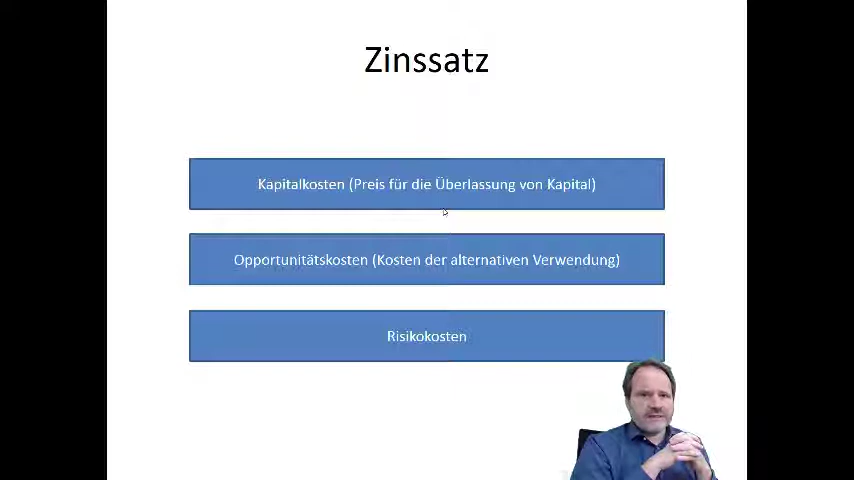 Zinssatz
Kapitalkosten (Preis für die Überlassung von Kapital)
Opportunitätskosten (Kosten der alternativen Verwendung)
Risikokosten